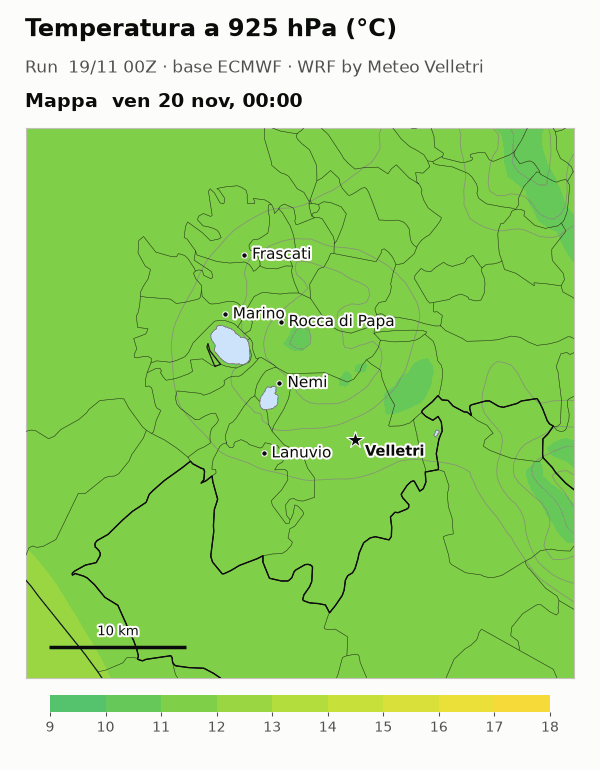 Temperatura a 925 hPa (°C)
Run  19/11 00Z · base ECMWF · WRF by Meteo Velletri
Mappa  ven 20 nov, 00:00
Frascati
Marino
Rocca di Papa
Nemi
Velletri
Lanuvio
10 km
9 10 11 12 13 14 15 16 17 18